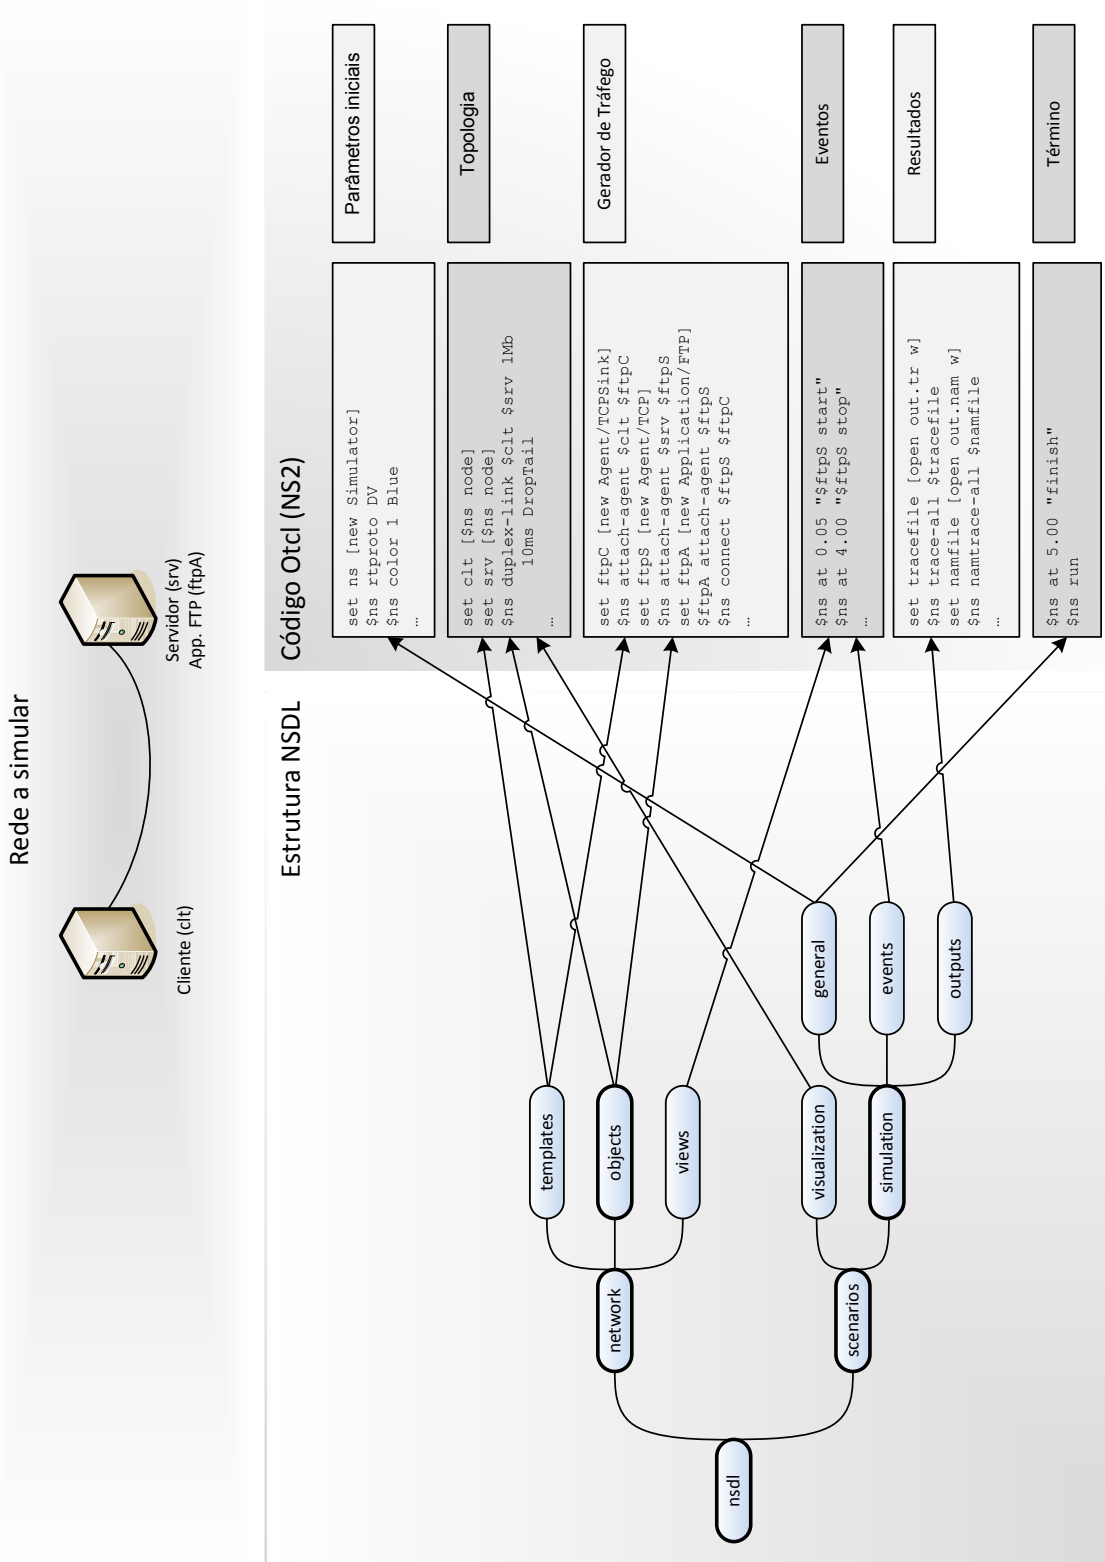 Rede a simular
Cliente (clt)
Servidor (srv)
App. FTP (ftpA)
Estrutura NSDL
Código Otcl (NS2)
nsdl
network
scenarios
templates
objects
views
visualization
simulation
general
events
outputs
set ns [new Simulator]
$ns rtproto DV
$ns color 1 Blue
…
Parâmetros iniciais
set clt [$ns node]
set srv [$ns node]
$ns duplex-link $clt $srv 1Mb
10ms DropTail
…
Topologia
set ftpC [new Agent/TCPSink]
$ns attach-agent $clt $ftpC
set ftpS [new Agent/TCP]
$ns attach-agent $srv $ftpS
set ftpA [new Application/FTP]
$ftpA attach-agent $ftpS
$ns connect $ftpS $ftpC
…
Gerador de Tráfego
$ns at 0.05 "$ftpS start"
$ns at 4.00 "$ftpS stop"
…
Eventos
set tracefile [open out.tr w]
$ns trace-all $tracefile
set namfile [open out.nam w]
$ns namtrace-all $namfile
…
Resultados
$ns at 5.00 "finish"
$ns run
Término